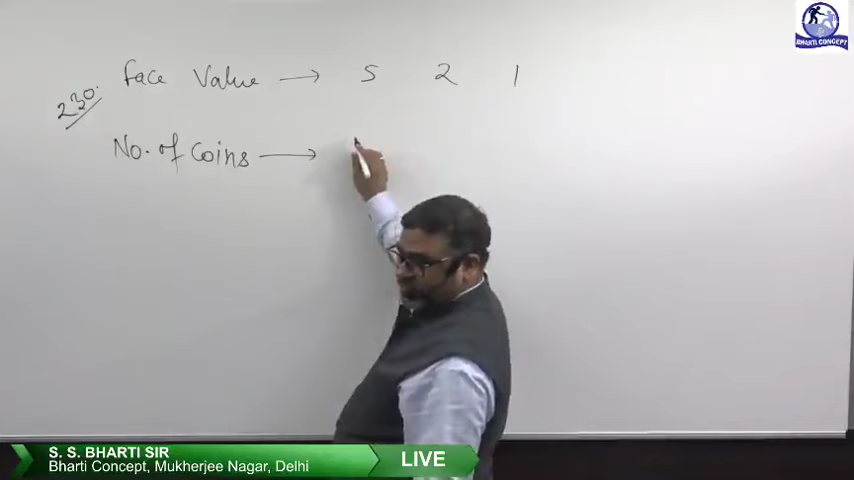 Face Value → 5 2 1
230.
No. of Coins →
BHARTI CONCEPT
S. S. BHARTI SIR
Bharti Concept, Mukherjee Nagar, Delhi
LIVE